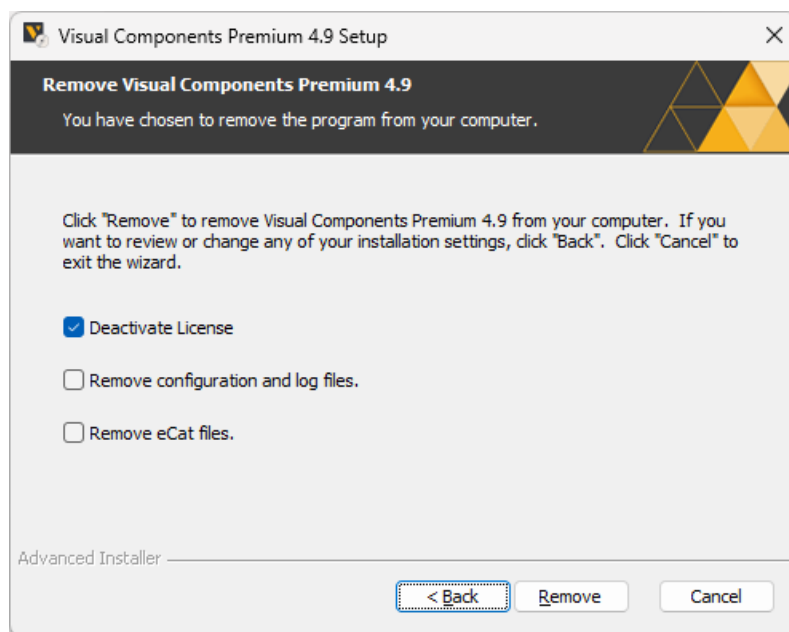 Visual Components Premium 4.9 Setup
Remove Visual Components Premium 4.9
You have chosen to remove the program from your computer.
Click "Remove" to remove Visual Components Premium 4.9 from your computer. If you
want to review or change any of your installation settings, click "Back". Click "Cancel" to
exit the wizard.
Deactivate License
Remove configuration and log files.
Remove eCat files.
Advanced Installer
< Back
Remove
Cancel